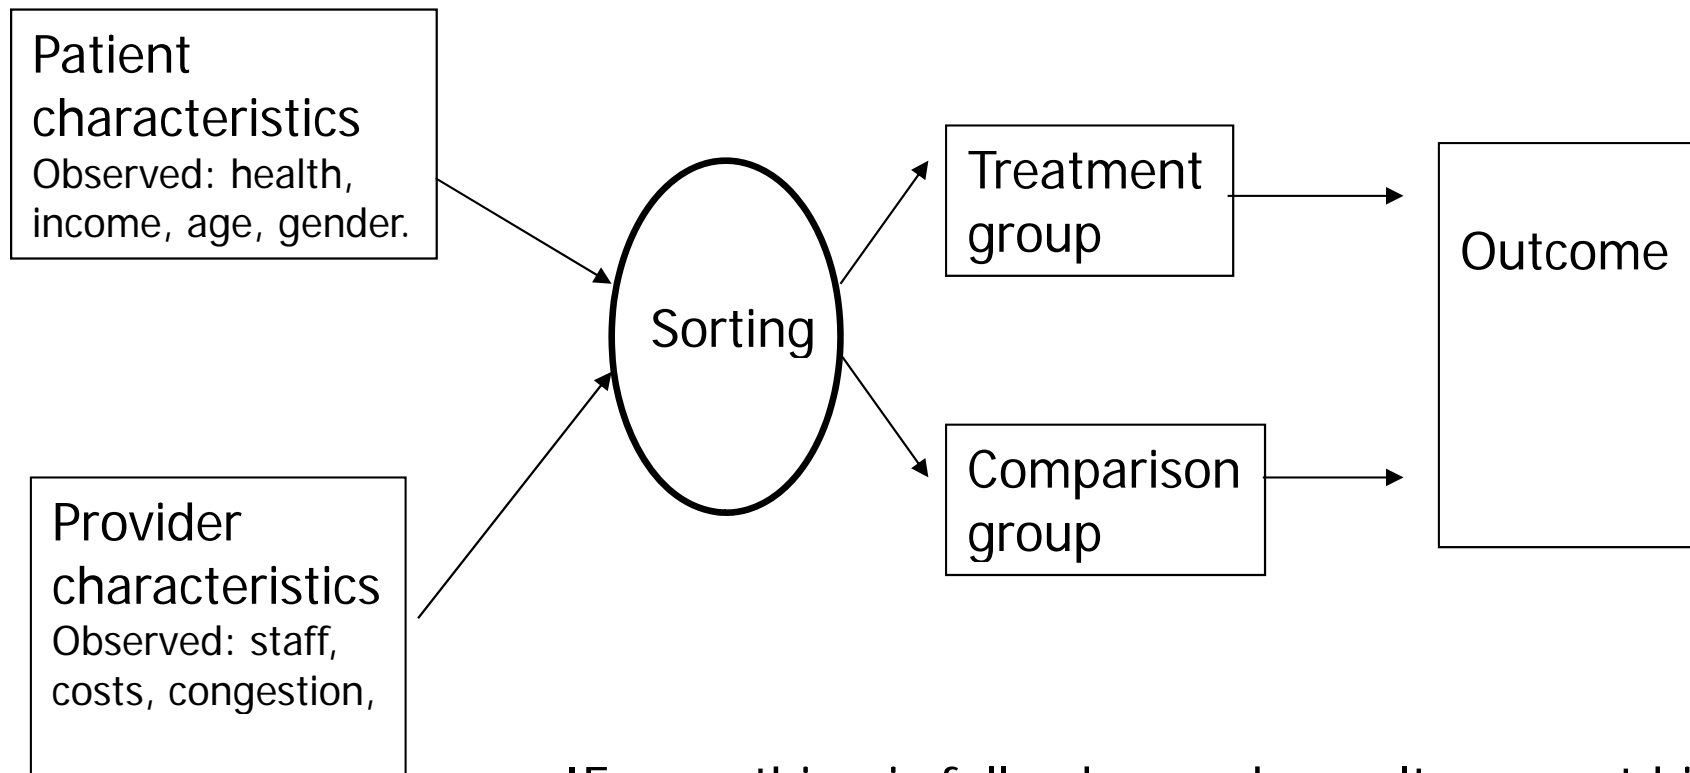 Patient
characteristics
Observed: health,
income, age, gender.
Treatment
group
Outcome
Sorting
Comparison
group
Provider
characteristics
Observed: staff,
costs, congestion,